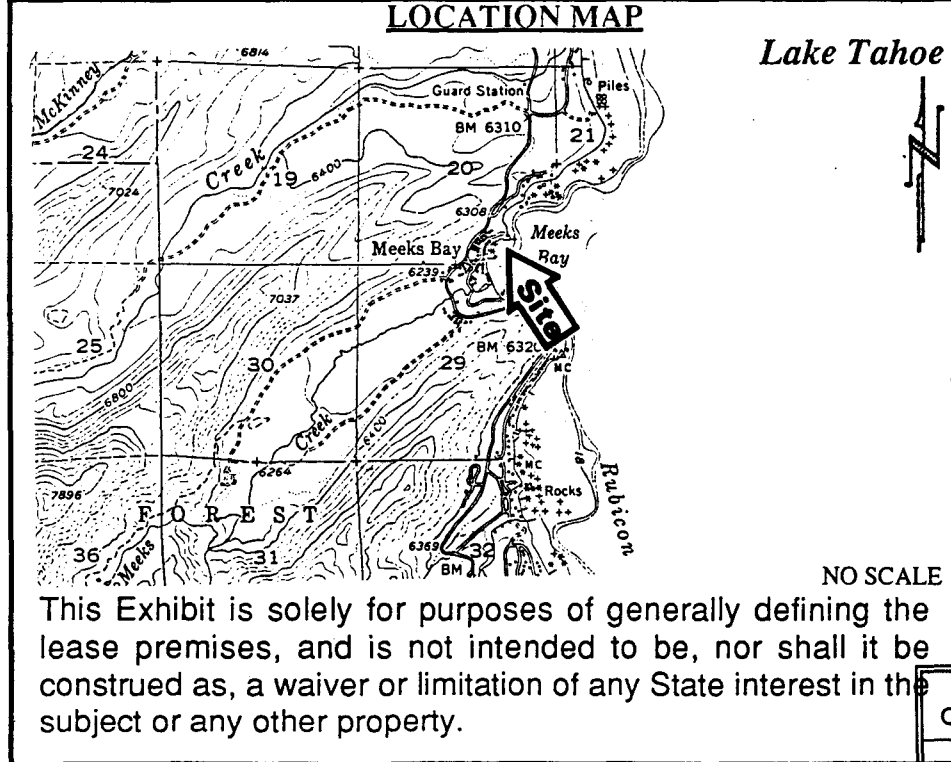 LOCATION MAP
Lake Tahoe
6814
McKinney
Guard Station
Piles
BM 6310
21
24
Creek
19
6400
20
7024
6308
Meeks Bay
Meeks
Bay
6239
Site
7037
25
30
BM 6320
29
MC
6800
Creek
6400
6264
MC
18
Rubicon
7896
Rocks
FOREST
36
Meeks
31
6369
32
BM
NO SCALE
This Exhibit is solely for purposes of generally defining the
lease premises, and is not intended to be, nor shall it be
construed as, a waiver or limitation of any State interest in the
subject or any other property.